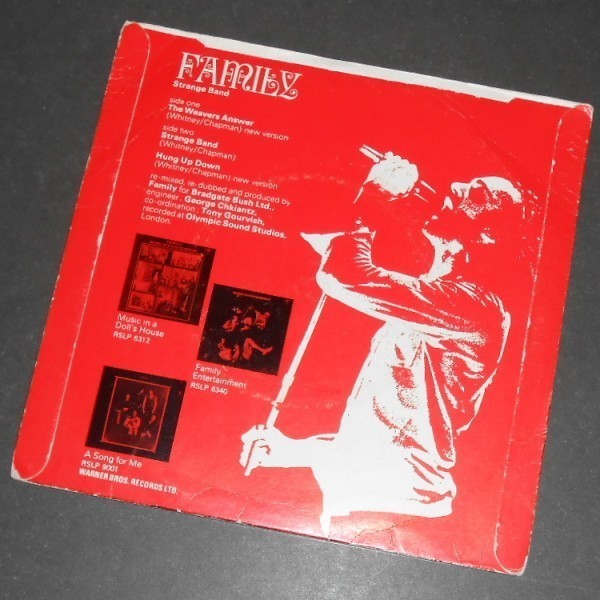 FAMILY
Strange Band
side one
The Weavers Answer
(Whitney/Chapman) new version
side two
Strange Band
(Whitney/Chapman)
Hung Up Down
(Whitney/Chapman) new version
re-mixed, re-dubbed and produced by
Family for Bradgate Bush Ltd.,
engineer : George Chkiantz,
co-ordination : Tony Gourvish,
recorded at Olympic Sound Studios,
London.
Music in a
Doll's House
RSLP 6312
Family
Entertainment
RSLP 6340
A Song for Me
RSLP 9001
WARNER BROS. RECORDS LTD.